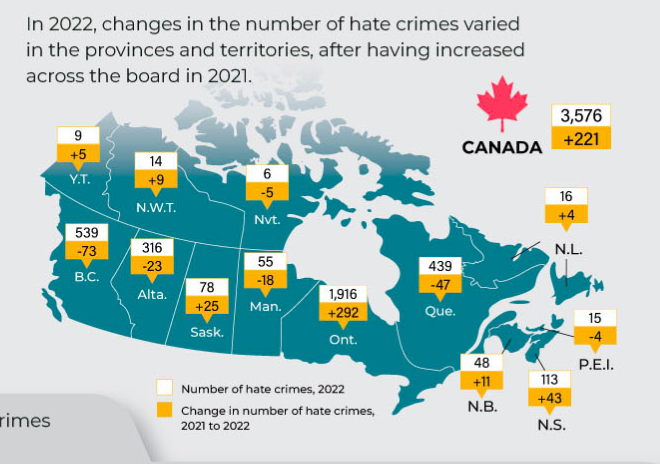 In 2022, changes in the number of hate crimes varied
in the provinces and territories, after having increased
across the board in 2021.
CANADA
3,576
+221
9
+5
Y.T.
14
+9
N.W.T.
6
-5
Nvt.
16
+4
N.L.
539
-73
B.C.
316
-23
Alta.
78
+25
Sask.
55
-18
Man.
1,916
+292
Ont.
439
-47
Que.
15
-4
P.E.I.
48
+11
N.B.
113
+43
N.S.
Number of hate crimes, 2022
Change in number of hate crimes,
2021 to 2022
rimes